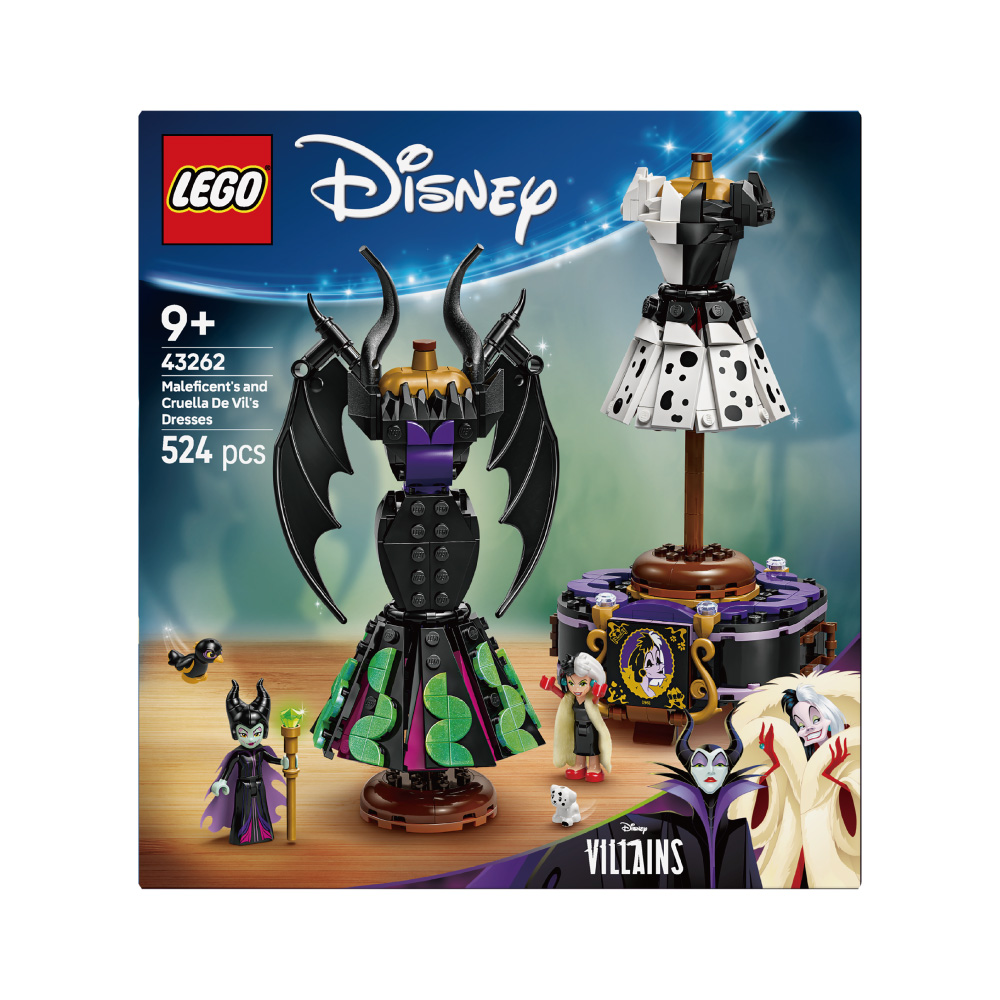 LEGO
Disney
9+
43262
Maleficent's and
Cruella De Vil's
Dresses
524 pcs
Disney
VILLAINS